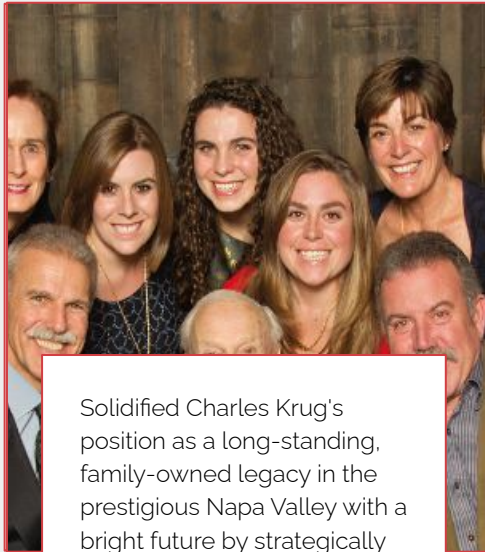 Solidified Charles Krug's
position as a long-standing,
family-owned legacy in the
prestigious Napa Valley with a
bright future by strategically